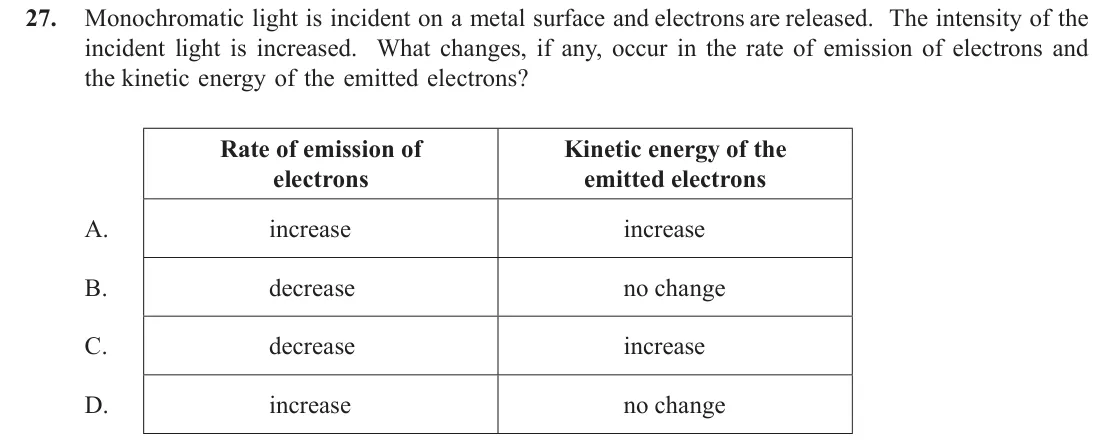 27. Monochromatic light is incident on a metal surface and electrons are released. The intensity of the
incident light is increased. What changes, if any, occur in the rate of emission of electrons and
the kinetic energy of the emitted electrons?
Rate of emission of electrons Kinetic energy of the emitted electrons
A. increase increase
B. decrease no change
C. decrease increase
D. increase no change